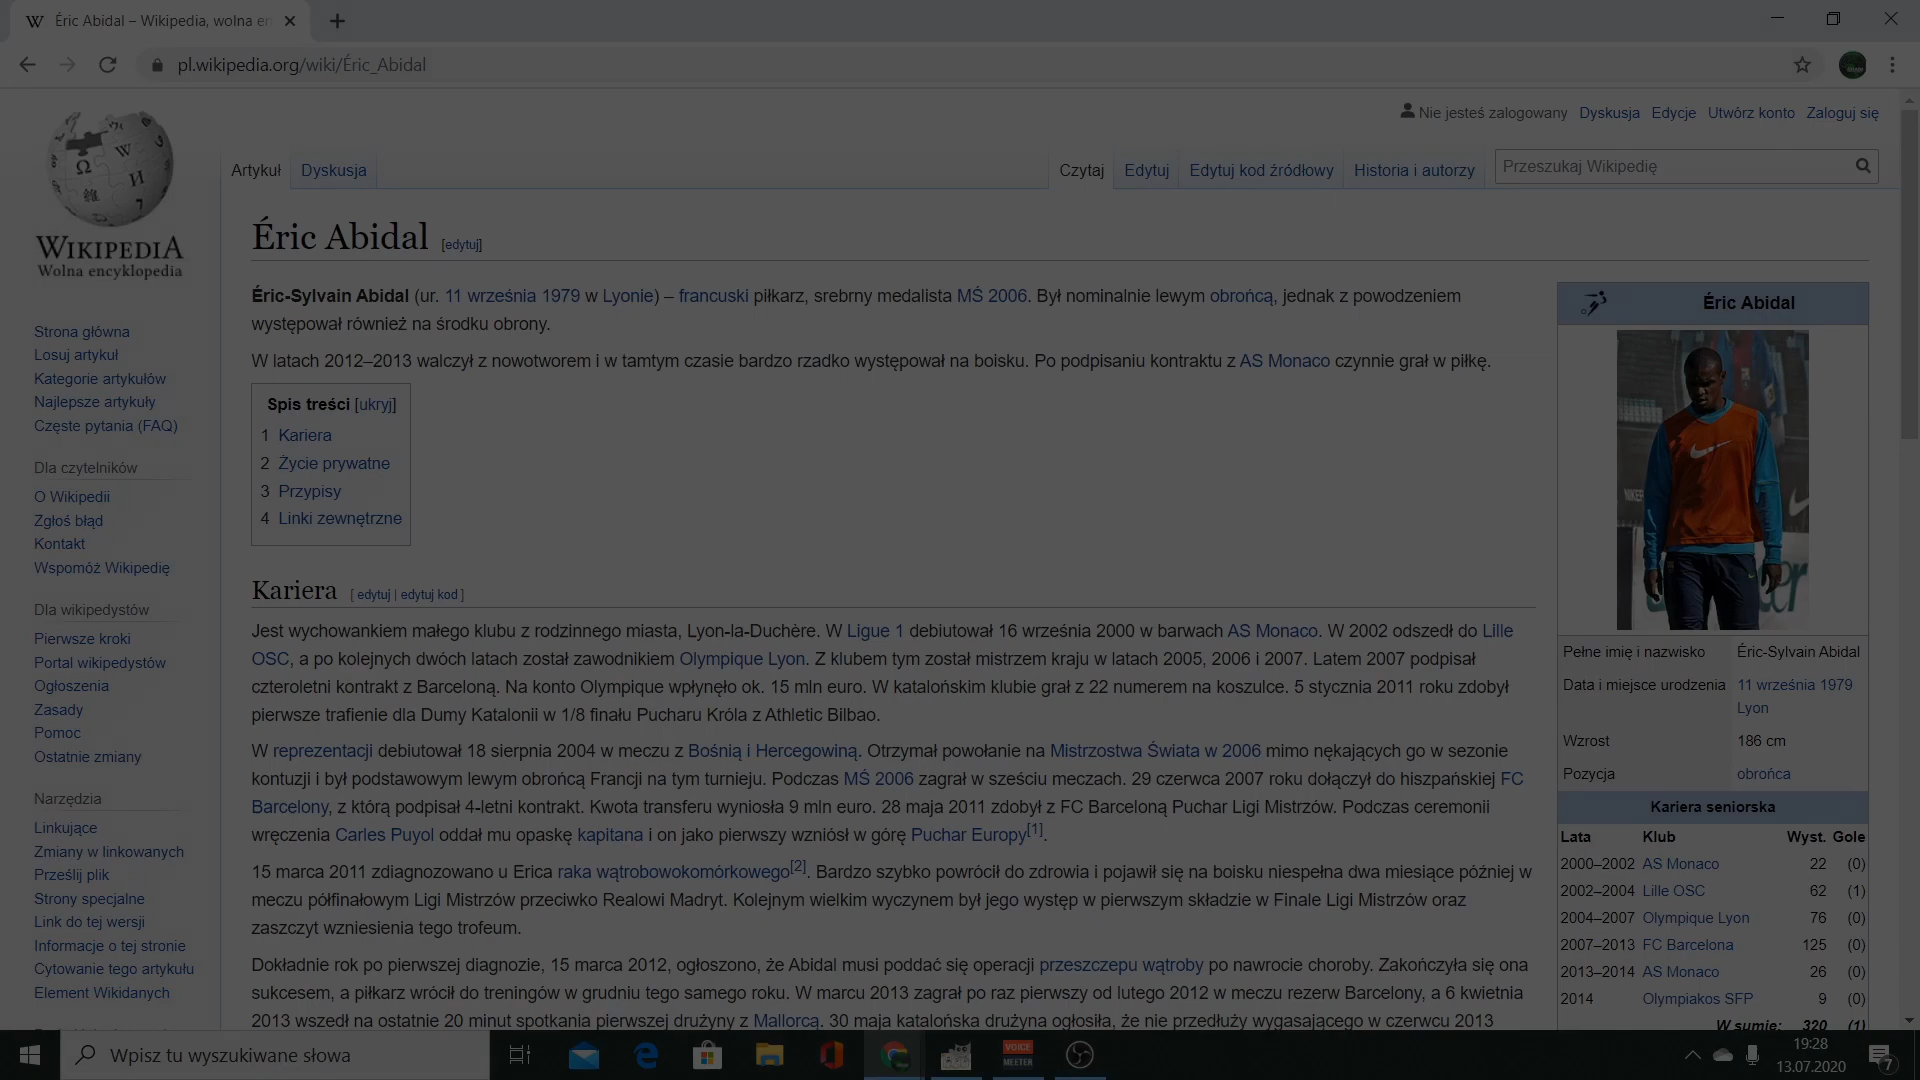 Éric Abidal – Wikipedia, wolna en
pl.wikipedia.org/wiki/Éric_Abidal
Nie jesteś zalogowany Dyskusja Edycje Utwórz konto Zaloguj się
Artykuł Dyskusja Czytaj Edytuj Edytuj kod źródłowy Historia i autorzy Przeszukaj Wikipedię
WIKIPEDIA
Wolna encyklopedia
Strona główna
Losuj artykuł
Kategorie artykułów
Najlepsze artykuły
Częste pytania (FAQ)
Dla czytelników
O Wikipedii
Zgłoś błąd
Kontakt
Wspomóż Wikipedię
Dla wikipedystów
Pierwsze kroki
Portal wikipedystów
Ogłoszenia
Zasady
Pomoc
Ostatnie zmiany
Narzędzia
Linkujące
Zmiany w linkowanych
Prześlij plik
Strony specjalne
Link do tej wersji
Informacje o tej stronie
Cytowanie tego artykułu
Element Wikidanych
Éric Abidal [edytuj]
Éric-Sylvain Abidal (ur. 11 września 1979 w Lyonie) – francuski piłkarz, srebrny medalista MŚ 2006. Był nominalnie lewym obrońcą, jednak z powodzeniem
występował również na środku obrony.
W latach 2012–2013 walczył z nowotworem i w tamtym czasie bardzo rzadko występował na boisku. Po podpisaniu kontraktu z AS Monaco czynnie grał w piłkę.
Spis treści [ukryj]
1 Kariera
2 Życie prywatne
3 Przypisy
4 Linki zewnętrzne
Kariera [ edytuj | edytuj kod ]
Jest wychowankiem małego klubu z rodzinnego miasta, Lyon-la-Duchère. W Ligue 1 debiutował 16 września 2000 w barwach AS Monaco. W 2002 odszedł do Lille
OSC, a po kolejnych dwóch latach został zawodnikiem Olympique Lyon. Z klubem tym został mistrzem kraju w latach 2005, 2006 i 2007. Latem 2007 podpisał
czteroletni kontrakt z Barceloną. Na konto Olympique wpłynęło ok. 15 mln euro. W katalońskim klubie grał z 22 numerem na koszulce. 5 stycznia 2011 roku zdobył
pierwsze trafienie dla Dumy Katalonii w 1/8 finału Pucharu Króla z Athletic Bilbao.
W reprezentacji debiutował 18 sierpnia 2004 w meczu z Bośnią i Hercegowiną. Otrzymał powołanie na Mistrzostwa Świata w 2006 mimo nękających go w sezonie
kontuzji i był podstawowym lewym obrońcą Francji na tym turnieju. Podczas MŚ 2006 zagrał w sześciu meczach. 29 czerwca 2007 roku dołączył do hiszpańskiej FC
Barcelony, z którą podpisał 4-letni kontrakt. Kwota transferu wyniosła 9 mln euro. 28 maja 2011 zdobył z FC Barceloną Puchar Ligi Mistrzów. Podczas ceremonii
wręczenia Carles Puyol oddał mu opaskę kapitana i on jako pierwszy wzniósł w górę Puchar Europy[1].
15 marca 2011 zdiagnozowano u Erica raka wątrobowokomórkowego[2]. Bardzo szybko powrócił do zdrowia i pojawił się na boisku niespełna dwa miesiące później w
meczu półfinałowym Ligi Mistrzów przeciwko Realowi Madryt. Kolejnym wielkim wyczynem był jego występ w pierwszym składzie w Finale Ligi Mistrzów oraz
zaszczyt wzniesienia tego trofeum.
Dokładnie rok po pierwszej diagnozie, 15 marca 2012, ogłoszono, że Abidal musi poddać się operacji przeszczepu wątroby po nawrocie choroby. Zakończyła się ona
sukcesem, a piłkarz wrócił do treningów w grudniu tego samego roku. W marcu 2013 zagrał po raz pierwszy od lutego 2012 w meczu rezerw Barcelony, a 6 kwietnia
2013 wszedł na ostatnie 20 minut spotkania pierwszej drużyny z Mallorcą. 30 maja katalońska drużyna ogłosiła, że nie przedłuży wygasającego w czerwcu 2013
Éric Abidal
Pełne imię i nazwisko Éric-Sylvain Abidal
Data i miejsce urodzenia 11 września 1979
Lyon
Wzrost 186 cm
Pozycja obrońca
Kariera seniorska
Lata Klub Wyst. Gole
2000–2002 AS Monaco 22 (0)
2002–2004 Lille OSC 62 (1)
2004–2007 Olympique Lyon 76 (0)
2007–2013 FC Barcelona 125 (0)
2013–2014 AS Monaco 26 (0)
2014 Olympiakos SFP 9 (0)
W sumie: 320 (1)
Wpisz tu wyszukiwane słowa
VOICE
MEETER
19:28
13.07.2020
7